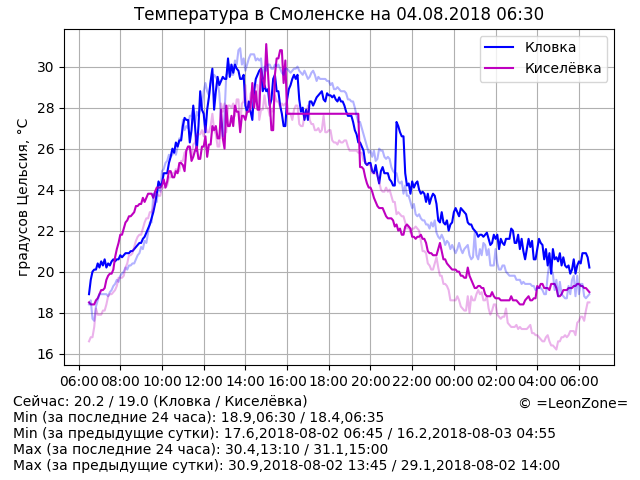 Температура в Смоленске на 04.08.2018 06:30
Кловка
Киселёвка
градусов Цельсия, °C
30
28
26
24
22
20
18
16
06:00 08:00 10:00 12:00 14:00 16:00 18:00 20:00 22:00 00:00 02:00 04:00 06:00
Сейчас: 20.2 / 19.0 (Кловка / Киселёвка)
© =LeonZone=
Min (за последние 24 часа): 18.9,06:30 / 18.4,06:35
Min (за предыдущие сутки): 17.6,2018-08-02 06:45 / 16.2,2018-08-03 04:55
Max (за последние 24 часа): 30.4,13:10 / 31.1,15:00
Max (за предыдущие сутки): 30.9,2018-08-02 13:45 / 29.1,2018-08-02 14:00